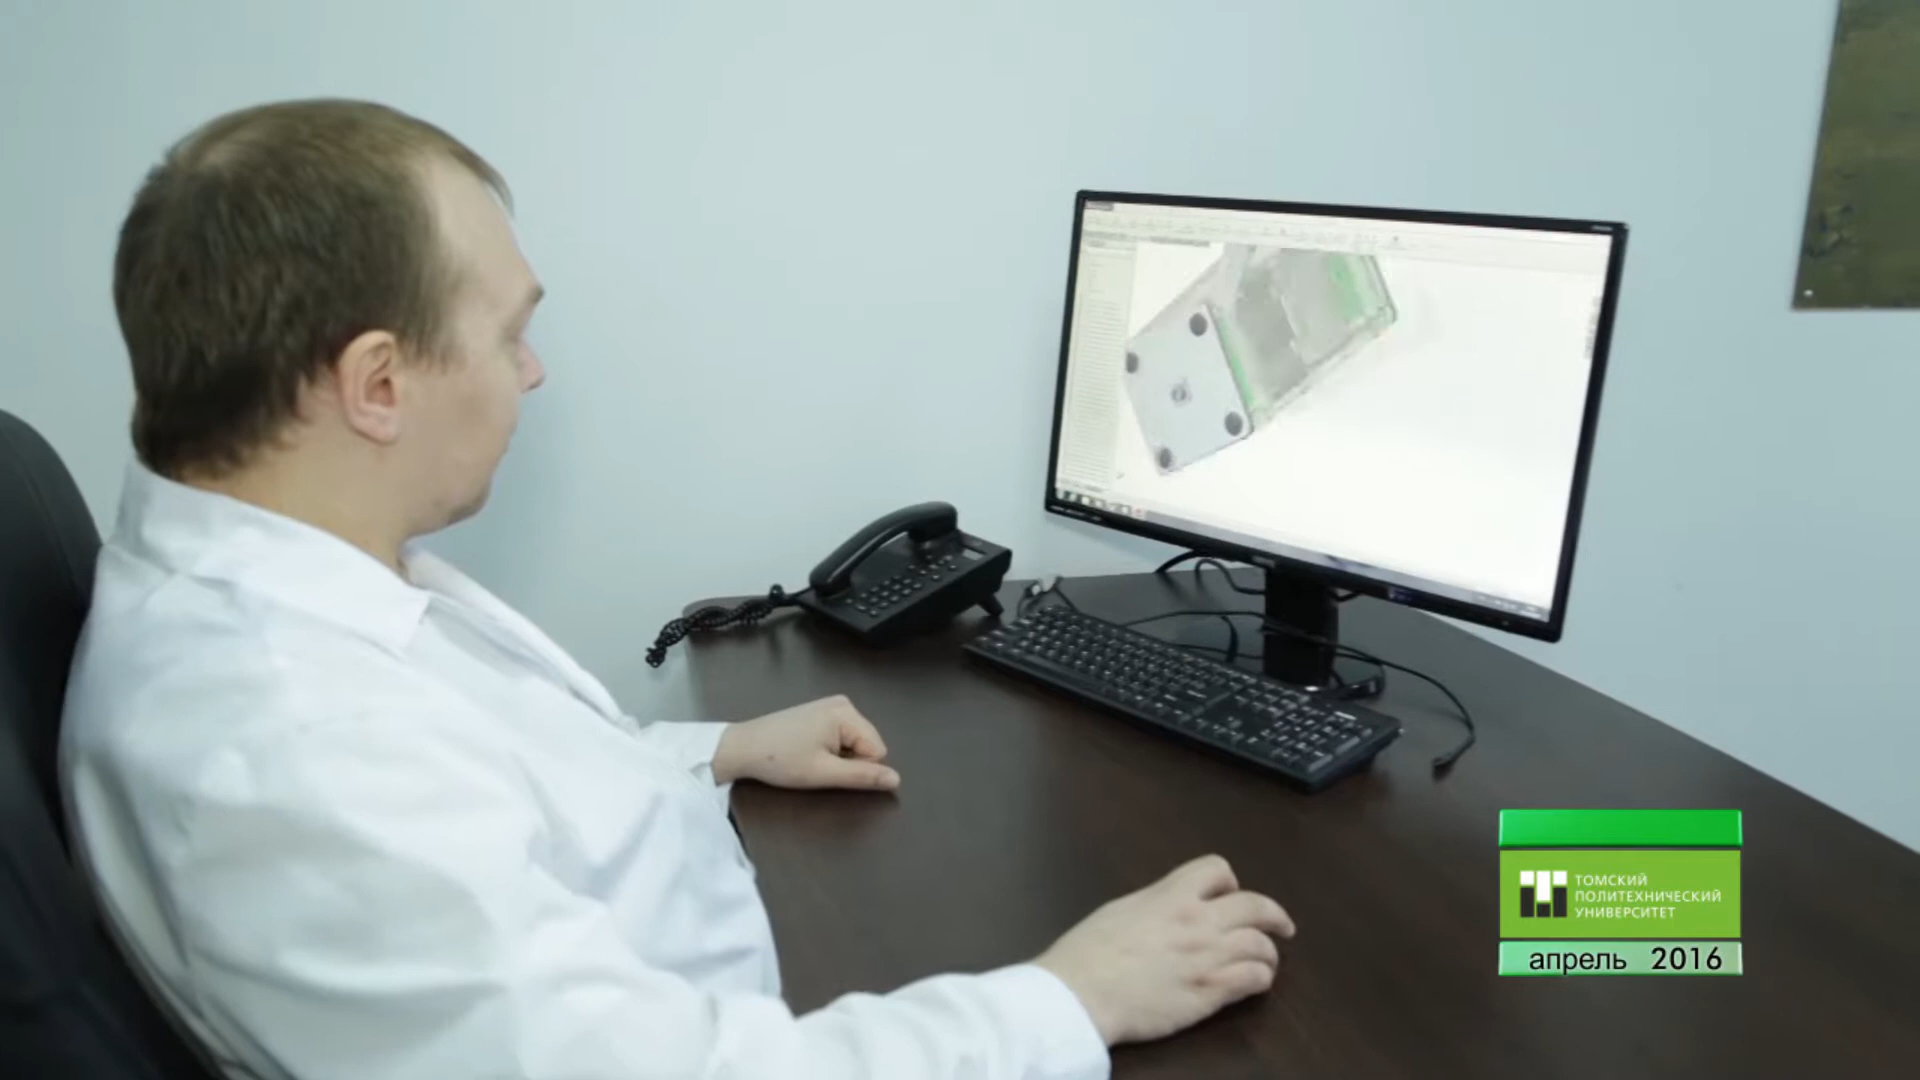 ТОМСКИЙ
ПОЛИТЕХНИЧЕСКИЙ
УНИВЕРСИТЕТ
апрель 2016